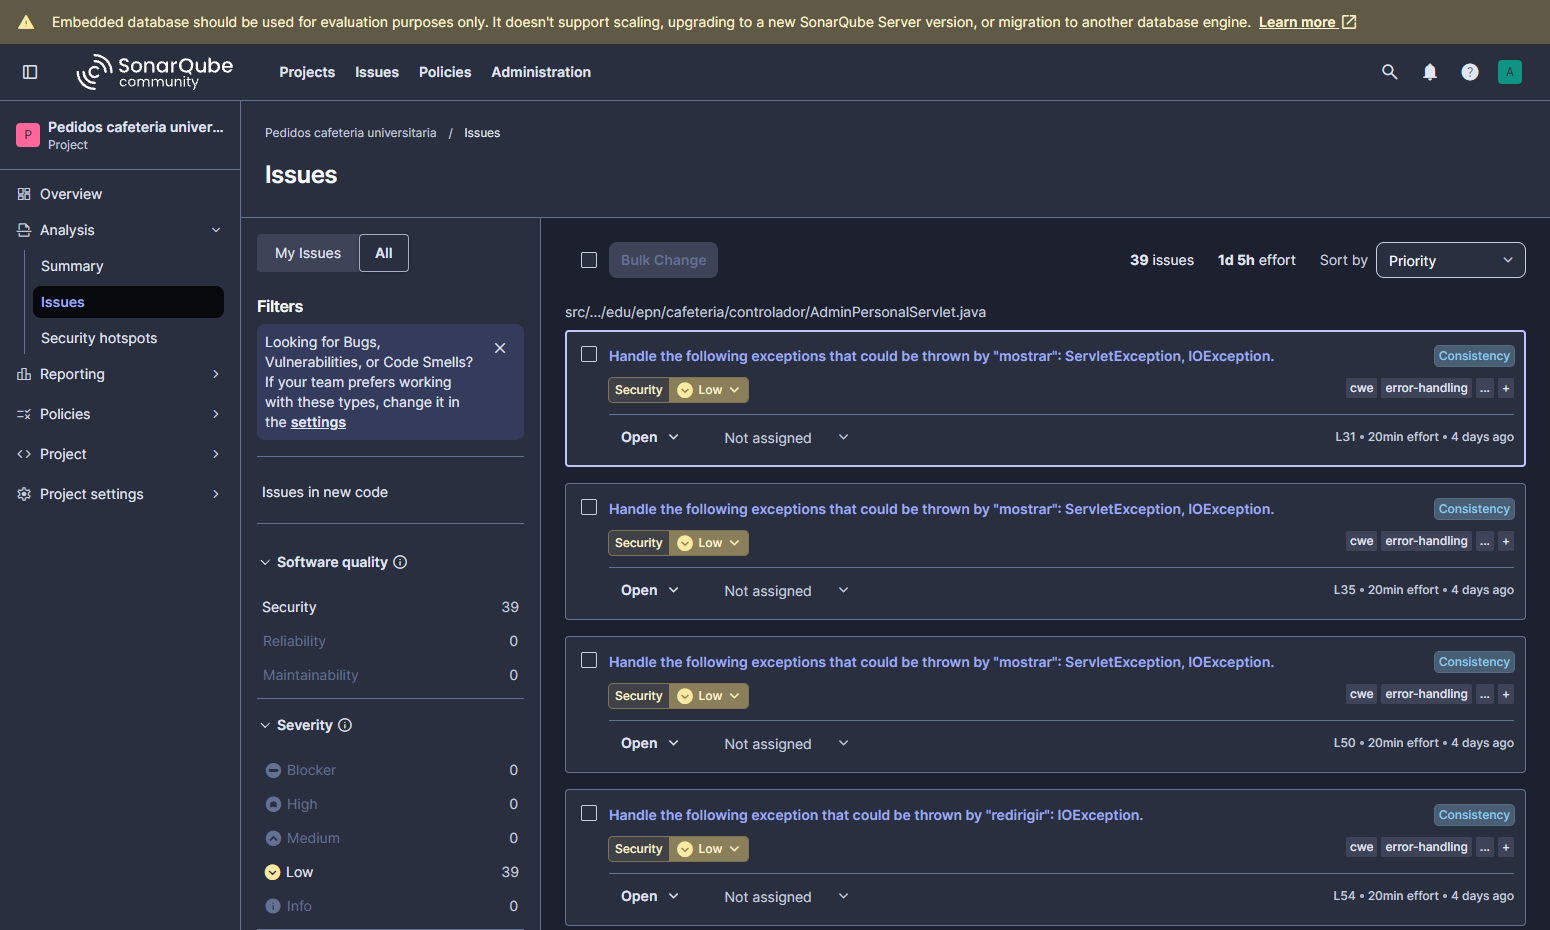 Embedded database should be used for evaluation purposes only. It doesn't support scaling, upgrading to a new SonarQube Server version, or migration to another database engine. Learn more
SonarQube
community
Projects Issues Policies Administration
? A
P
Pedidos cafeteria univer...
Project
Overview
Analysis
Summary
Issues
Security hotspots
Reporting
Policies
Project
Project settings
Pedidos cafeteria universitaria / Issues
Issues
My Issues All
Filters
Looking for Bugs,
Vulnerabilities, or Code Smells?
If your team prefers working
with these types, change it in
the settings
Issues in new code
Software quality
Security 39
Reliability 0
Maintainability 0
Severity
Blocker 0
High 0
Medium 0
Low 39
Info 0
Bulk Change 39 issues 1d 5h effort Sort by Priority
src/.../edu/epn/cafeteria/controlador/AdminPersonalServlet.java
Handle the following exceptions that could be thrown by "mostrar": ServletException, IOException. Consistency
Security Low cwe error-handling ... +
Open Not assigned L31 • 20min effort • 4 days ago
Handle the following exceptions that could be thrown by "mostrar": ServletException, IOException. Consistency
Security Low cwe error-handling ... +
Open Not assigned L35 • 20min effort • 4 days ago
Handle the following exceptions that could be thrown by "mostrar": ServletException, IOException. Consistency
Security Low cwe error-handling ... +
Open Not assigned L50 • 20min effort • 4 days ago
Handle the following exception that could be thrown by "redirigir": IOException. Consistency
Security Low cwe error-handling ... +
Open Not assigned L54 • 20min effort • 4 days ago